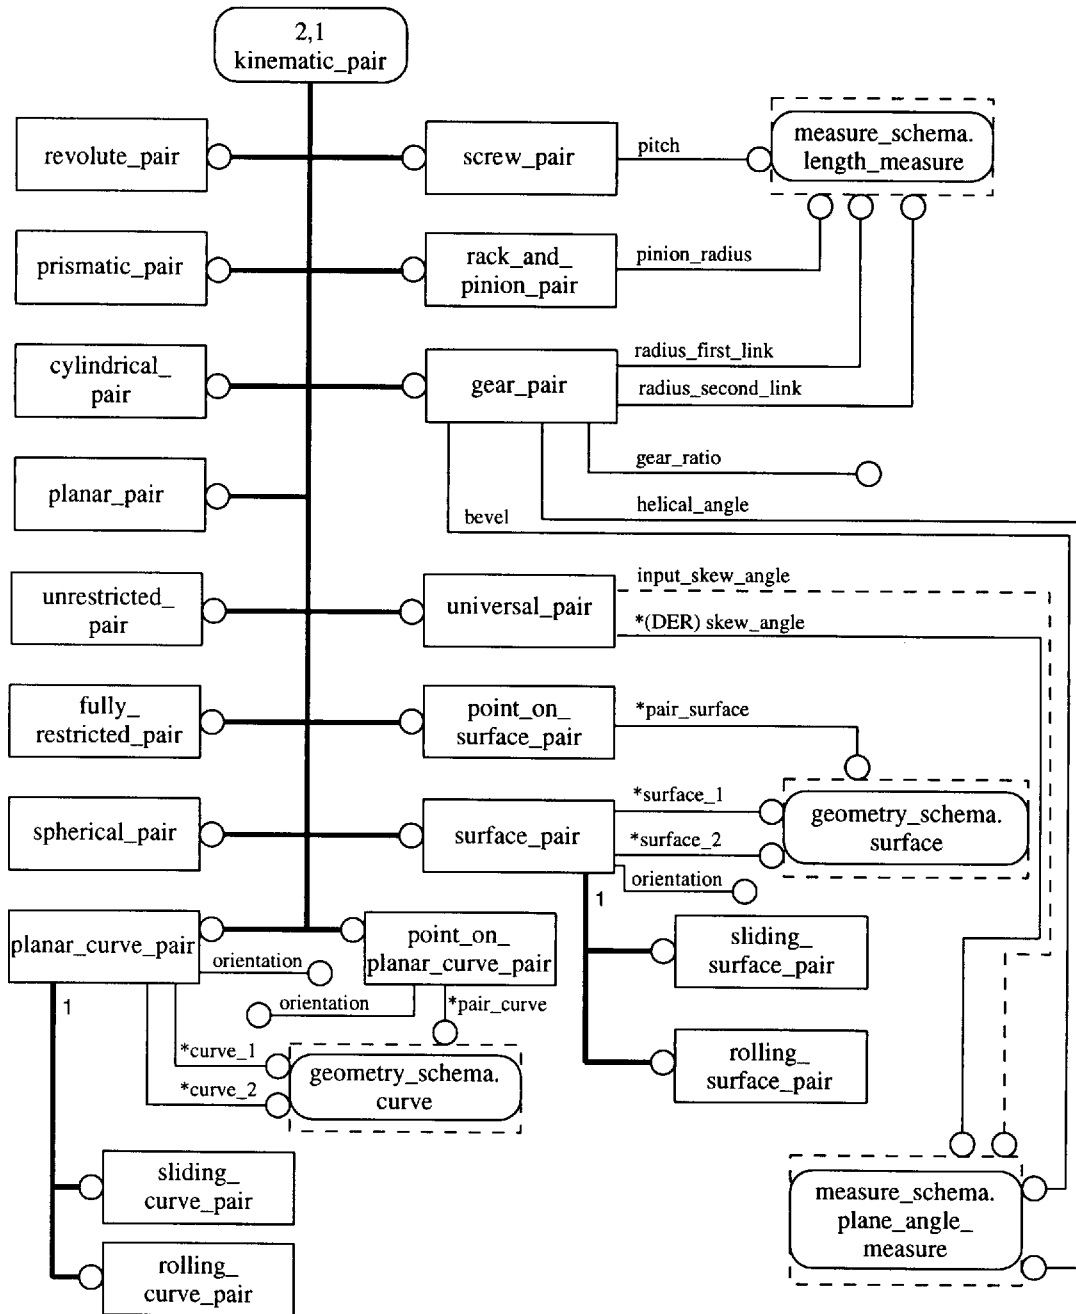 2,1
kinematic_pair
revolute_pair
screw_pair
pitch
measure_schema.
length_measure
prismatic_pair
rack_and_
pinion_pair
pinion_radius
cylindrical_
pair
gear_pair
radius_first_link
radius_second_link
gear_ratio
planar_pair
helical_angle
bevel
unrestricted_
pair
universal_pair
input_skew_angle
*(DER) skew_angle
fully_
restricted_pair
point_on_
surface_pair
*pair_surface
spherical_pair
surface_pair
*surface_1
*surface_2
orientation
geometry_schema.
surface
1
planar_curve_pair
orientation
point_on_
planar_curve_pair
orientation
*pair_curve
sliding_
surface_pair
1
*curve_1
*curve_2
geometry_schema.
curve
rolling_
surface_pair
sliding_
curve_pair
measure_schema.
plane_angle_
measure
rolling_
curve_pair